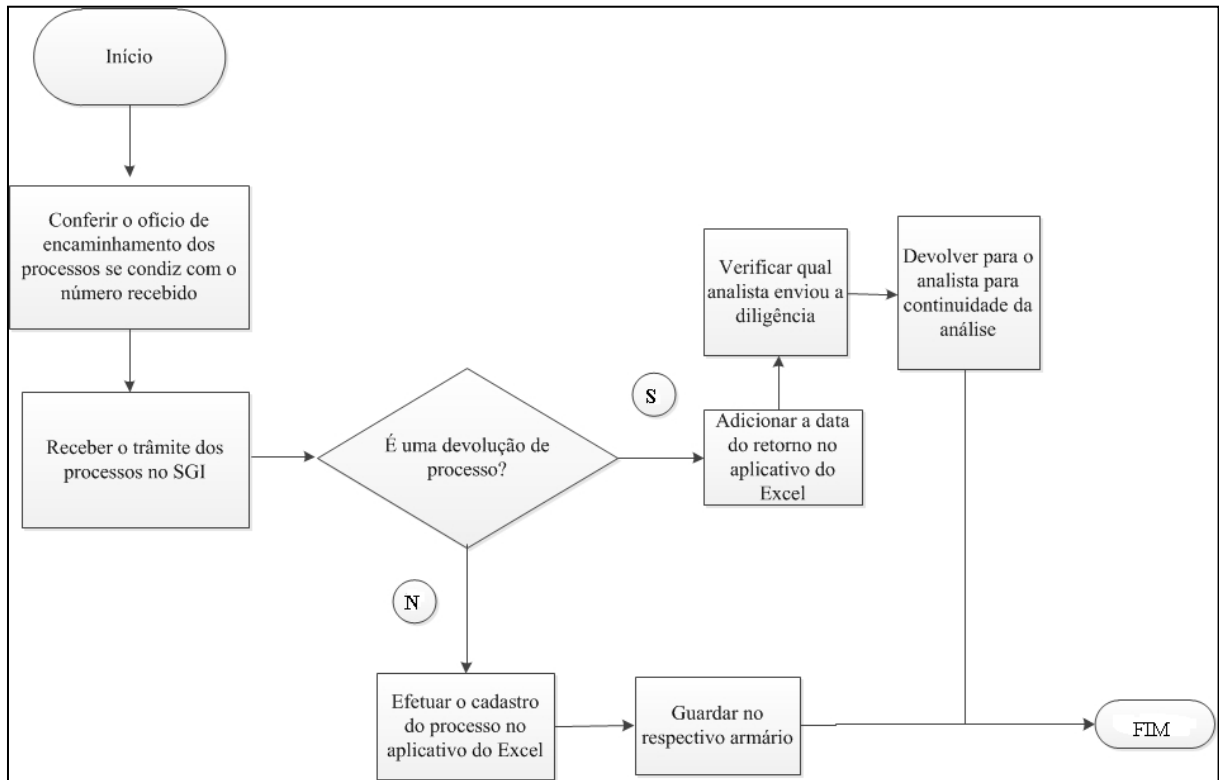 Início
Conferir o ofício de
encaminhamento dos
processos se condiz com o
número recebido
Receber o trâmite dos
processos no SGI
É uma devolução de
processo?
S
Adicionar a data
do retorno no
aplicativo do
Excel
Verificar qual
analista enviou a
diligência
Devolver para o
analista para
continuidade da
análise
N
Efetuar o cadastro
do processo no
aplicativo do Excel
Guardar no
respectivo armário
FIM